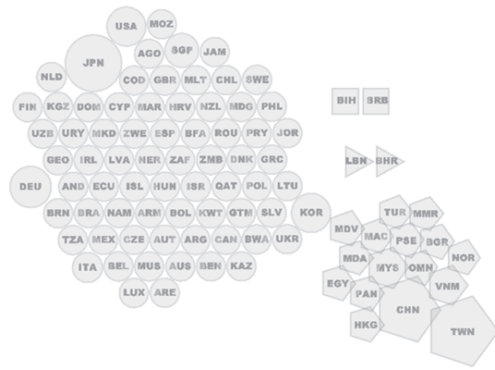 USA MOZ
AGO SGP JAM
JPN
NLD COD GBR MLT CHL SWE
FIN KGZ DOM CYP MAR HRV NZL MDG PHL
UZB URY MKD ZWE ESP BFA ROU PRY JOR
GEO IRL LVA HER ZAF ZMB DNK GRC
DEU AND ECU ISL HUN ISR QAT POL LTU
BRN BRA NAM ARM BOL KWT GTM SLV KOR
TZA MEX CZE AUT ARG CAN BWA UKR
ITA BEL MUS AUS BEN KAZ
LUX ARE
BIH SRB
LBN BHR
TUR MMR
MDV MAC PSE BGR
MDA MYS OMN NOR
EGY PAN VNM
CHN
HKG TWN